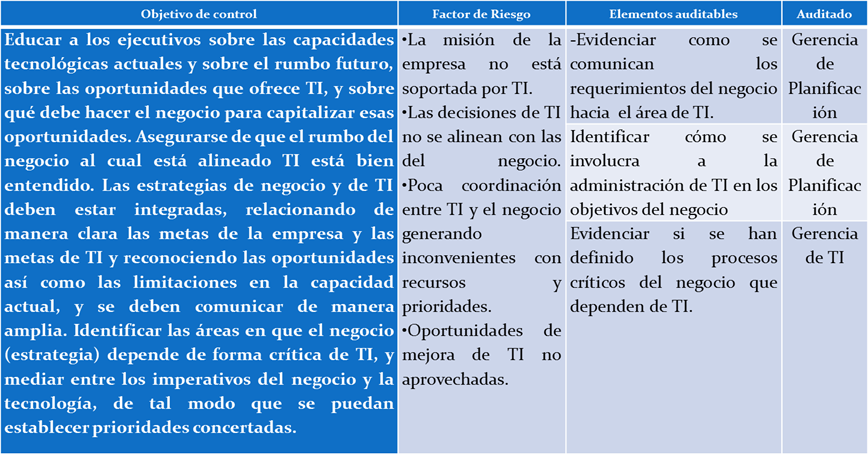 Objetivo de control
Factor de Riesgo
Elementos auditables
Auditado
Educar a los ejecutivos sobre las capacidades
tecnológicas actuales y sobre el rumbo futuro,
sobre las oportunidades que ofrece TI, y sobre
qué debe hacer el negocio para capitalizar esas
oportunidades. Asegurarse de que el rumbo del
negocio al cual está alineado TI está bien
entendido. Las estrategias de negocio y de TI
deben estar integradas, relacionando de
manera clara las metas de la empresa y las
metas de TI y reconociendo las oportunidades
así como las limitaciones en la capacidad
actual, y se deben comunicar de manera
amplia. Identificar las áreas en que el negocio
(estrategia) depende de forma crítica de TI, y
mediar entre los imperativos del negocio y la
tecnología, de tal modo que se puedan
establecer prioridades concertadas.
•La misión de la
empresa no está
soportada por TI.
•Las decisiones de TI
no se alinean con las
del negocio.
•Poca coordinación
entre TI y el negocio
generando
inconvenientes con
recursos y
prioridades.
•Oportunidades de
mejora de TI no
aprovechadas.
-Evidenciar como se
comunican los
requerimientos del negocio
hacia el área de TI.
Gerencia
de
Planificac
ión
Identificar cómo se
involucra a la
administración de TI en los
objetivos del negocio
Gerencia
de
Planificac
ión
Evidenciar si se han
definido los procesos
críticos del negocio que
dependen de TI.
Gerencia
de TI